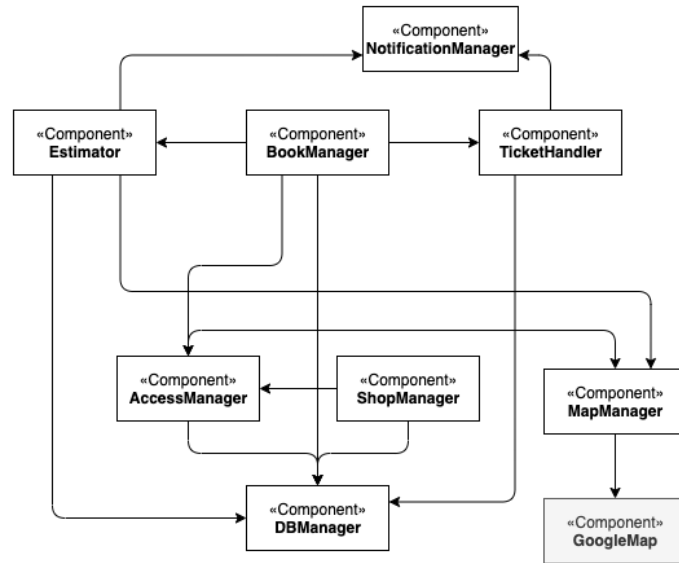 «Component»
NotificationManager
«Component»
Estimator
«Component»
BookManager
«Component»
TicketHandler
«Component»
AccessManager
«Component»
ShopManager
«Component»
MapManager
«Component»
DBManager
«Component»
GoogleMap